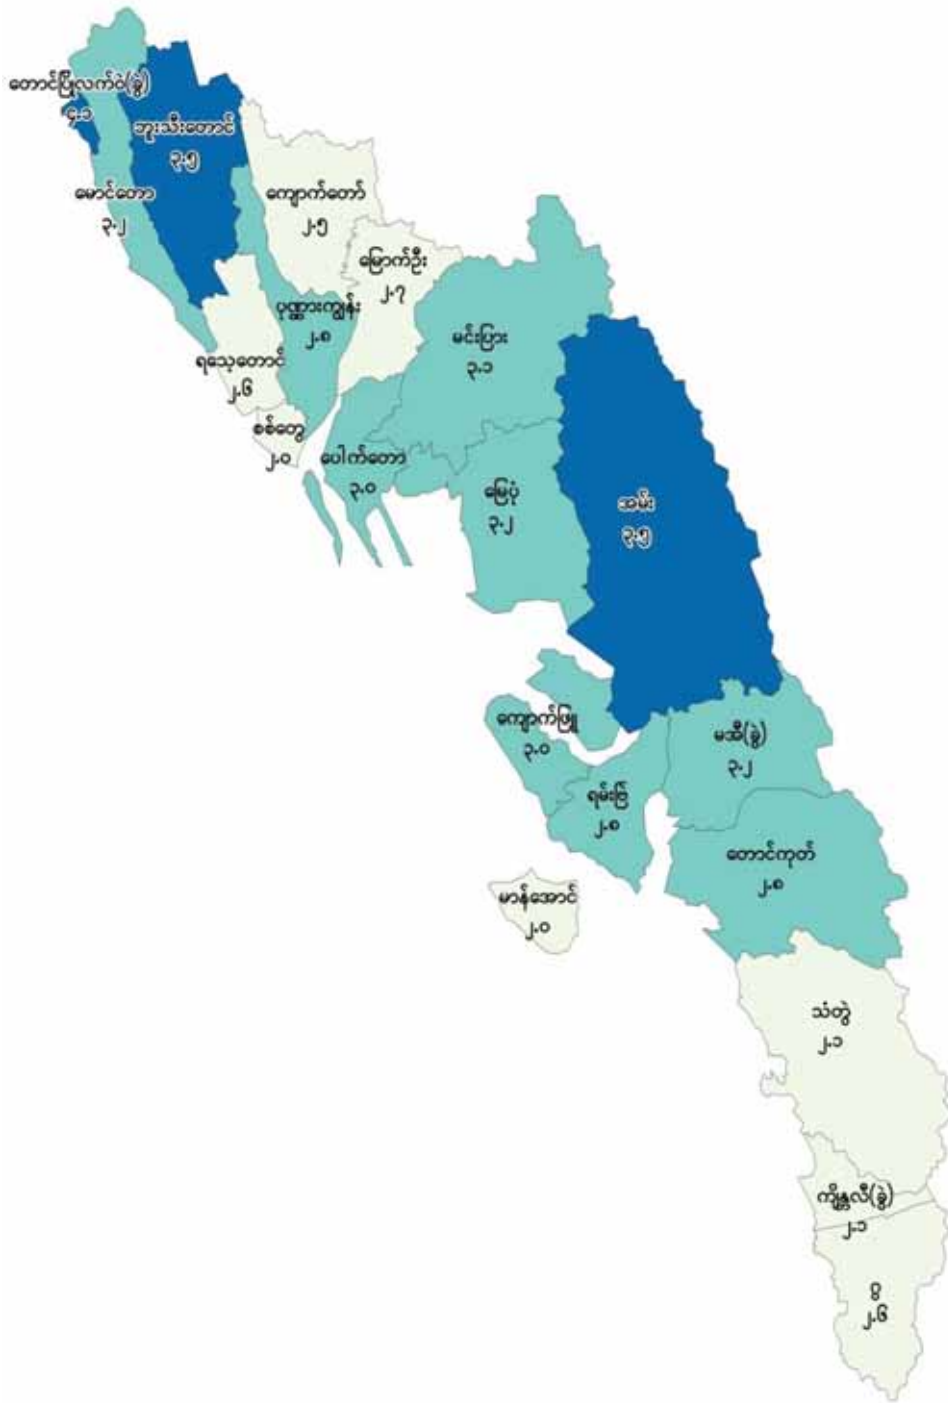 တောင်ပြိုလက်ဝဲ(ခွဲ)
၄.၁
ဘူးသီးတောင်
၃.၅
မောင်တော
၃.၂
ကျောက်တော်
၂.၅
မြောက်ဦး
၂.၇
ပုဏ္ဏားကျွန်း
၂.၈
မင်းပြား
၃.၁
ရသေ့တောင်
၂.၆
စစ်တွေ
၂.၀
ပေါက်တော
၃.၀
မြေပုံ
၃.၂
အမ်း
၃.၅
ကျောက်ဖြူ
၃.၀
မအီ(ခွဲ)
၃.၂
ရမ်းဗြဲ
၂.၈
တောင်ကုတ်
၂.၈
မာန်အောင်
၂.၀
သံတွဲ
၂.၁
ကျိန္တလီ(ခွဲ)
၂.၁
ဂွ
၂.၆